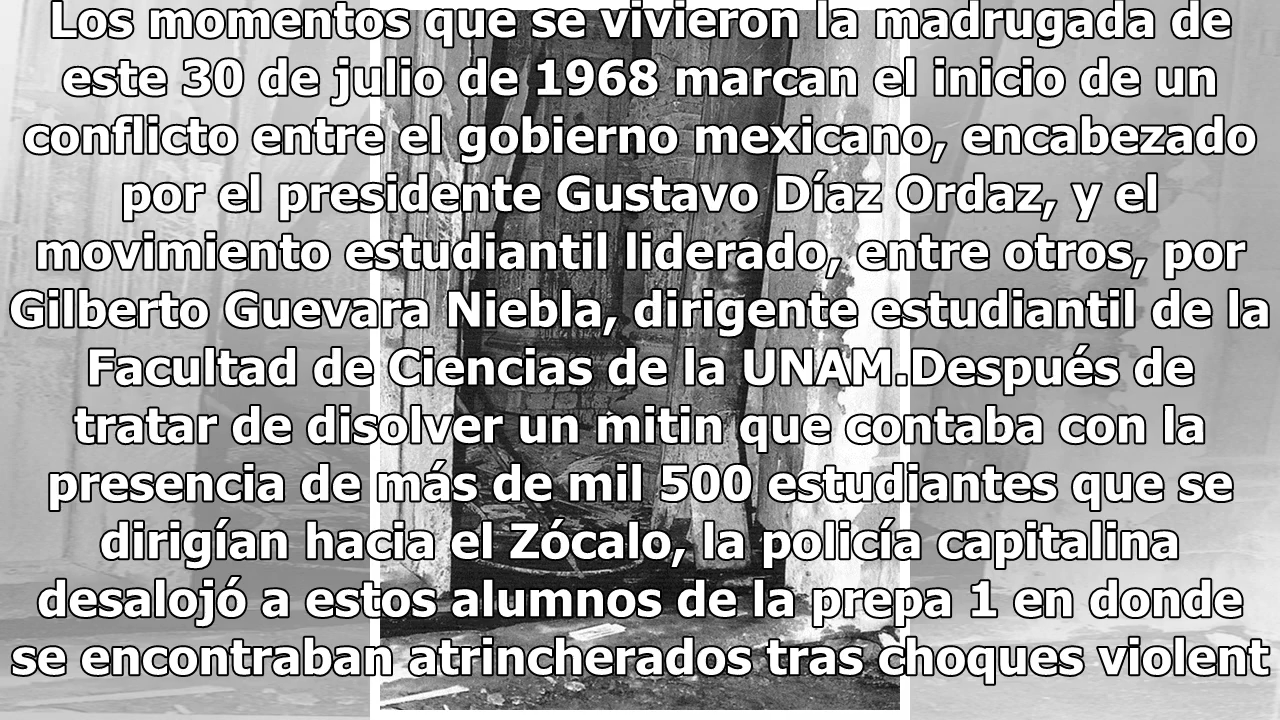 Los momentos que se vivieron la madrugada de
este 30 de julio de 1968 marcan el inicio de un
conflicto entre el gobierno mexicano, encabezado
por el presidente Gustavo Díaz Ordaz, y el
movimiento estudiantil liderado, entre otros, por
Gilberto Guevara Niebla, dirigente estudiantil de la
Facultad de Ciencias de la UNAM.Después de
tratar de disolver un mitin que contaba con la
presencia de más de mil 500 estudiantes que se
dirigían hacia el Zócalo, la policía capitalina
desalojó a estos alumnos de la prepa 1 en donde
se encontraban atrincherados tras choques violent